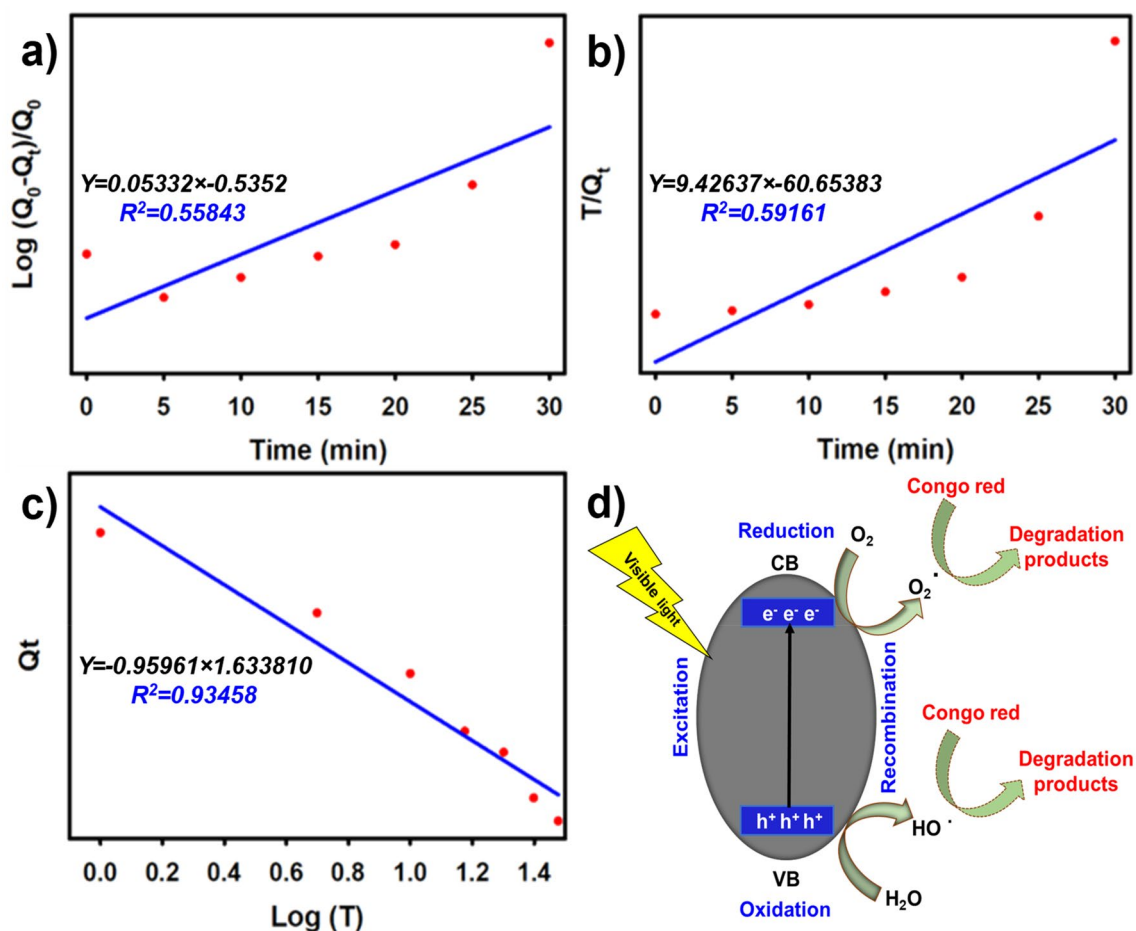 a)
Log (Q₀-Qₜ)/Q₀
Y=0.05332×-0.5352
R²=0.55843
0 5 10 15 20 25 30
Time (min)
b)
T/Qₜ
Y=9.42637×-60.65383
R²=0.59161
0 5 10 15 20 25 30
Time (min)
c)
Qt
Y=-0.95961×1.633810
R²=0.93458
0.0 0.2 0.4 0.6 0.8 1.0 1.2 1.4
Log (T)
d)
Visible light
Reduction
CB
e⁻ e⁻ e⁻
Excitation
Recombination
h⁺ h⁺ h⁺
VB
Oxidation
O₂
O₂˙
Congo red
Degradation
products
Congo red
Degradation
products
HO˙
H₂O